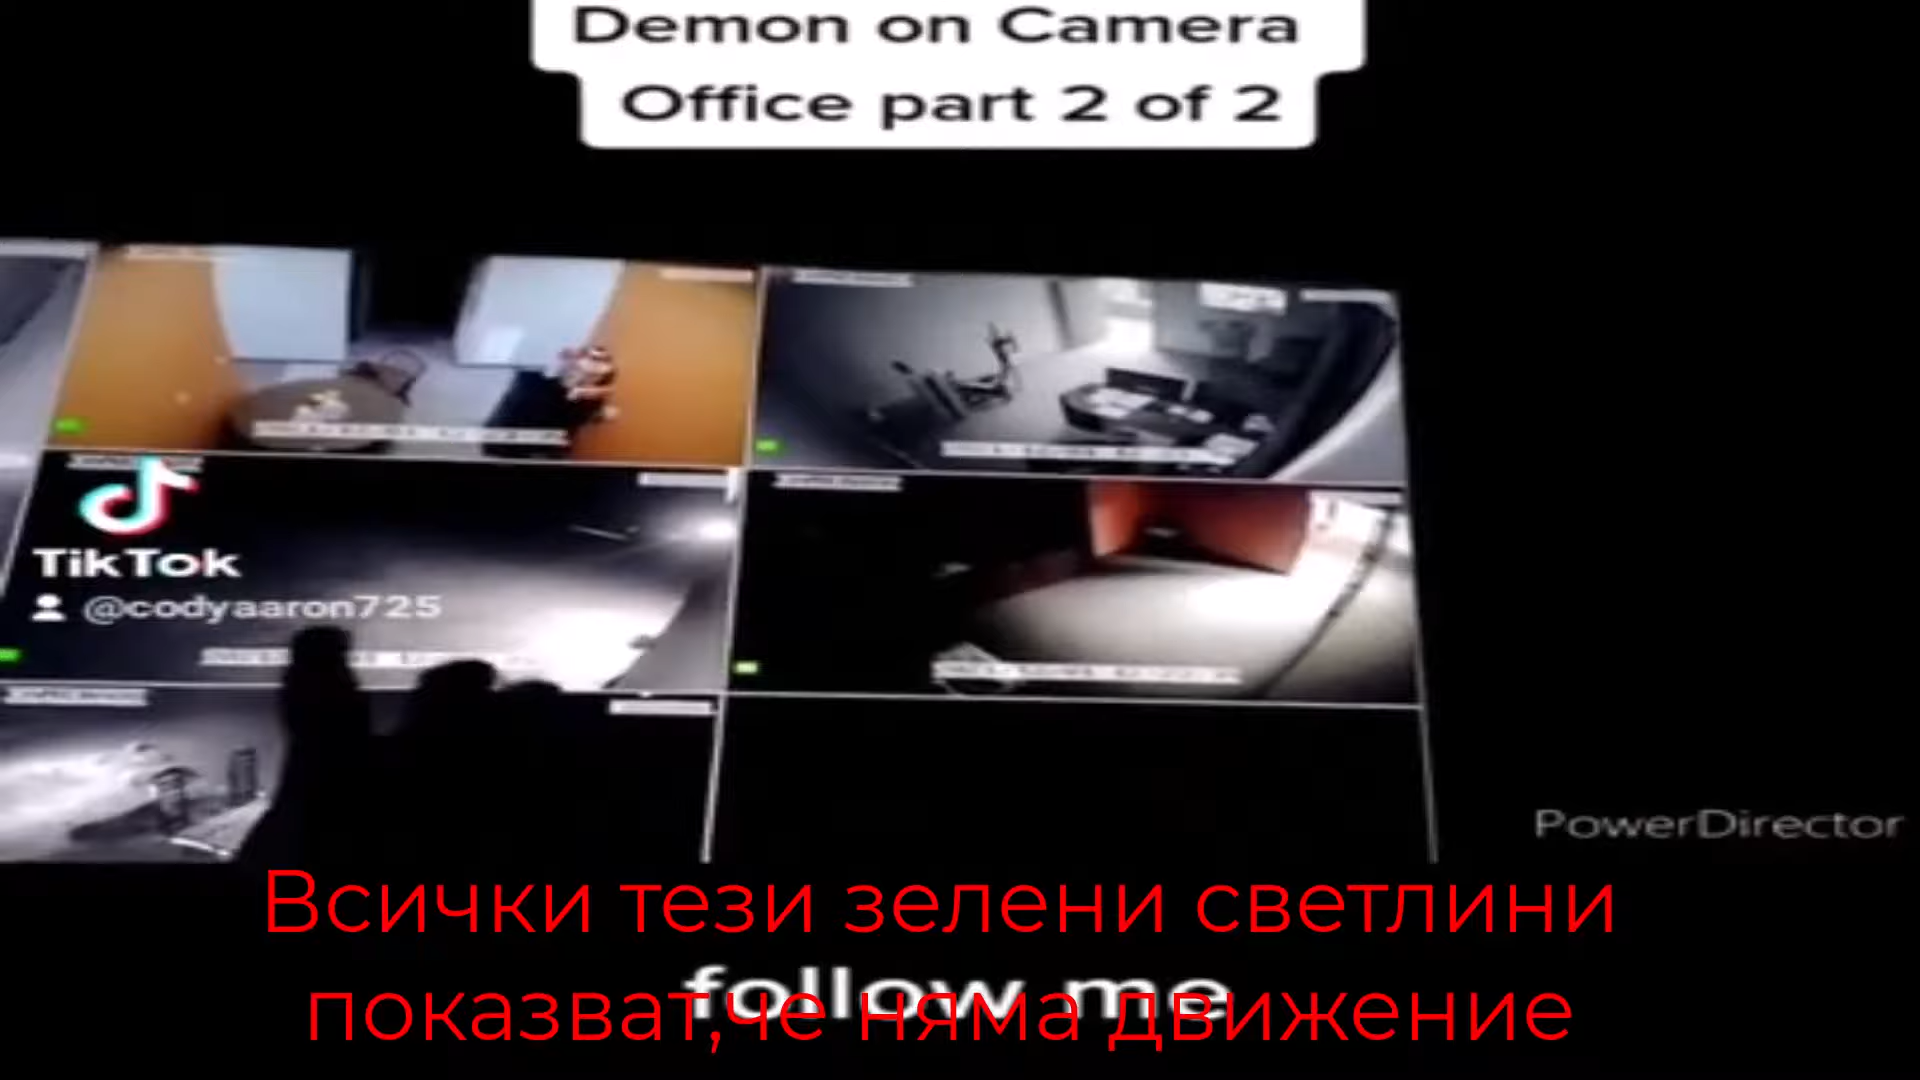 Demon on Camera
Office part 2 of 2
TikTok
@codyaaron725
PowerDirector
Всички тези зелени светлини
follow me
показват,че няма движение